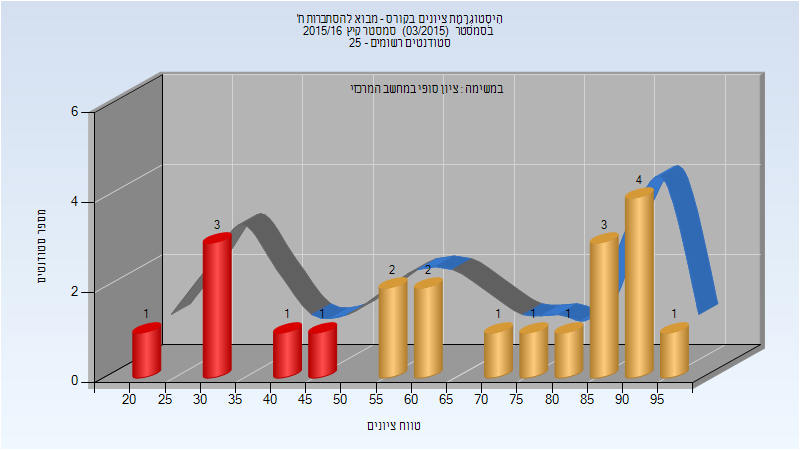 היסטוגרמת ציונים בקורס - מבוא להסתברות ח'
בסמסטר (03/2015) סמסטר קיץ 2015/16
סטודנטים רשומים - 25
במשימה : ציון סופי במחשב המרכזי
מספר סטודנטים
6
4
2
0
1
3
1
1
2
2
1
1
1
3
4
1
20 25 30 35 40 45 50 55 60 65 70 75 80 85 90 95
טווח ציונים